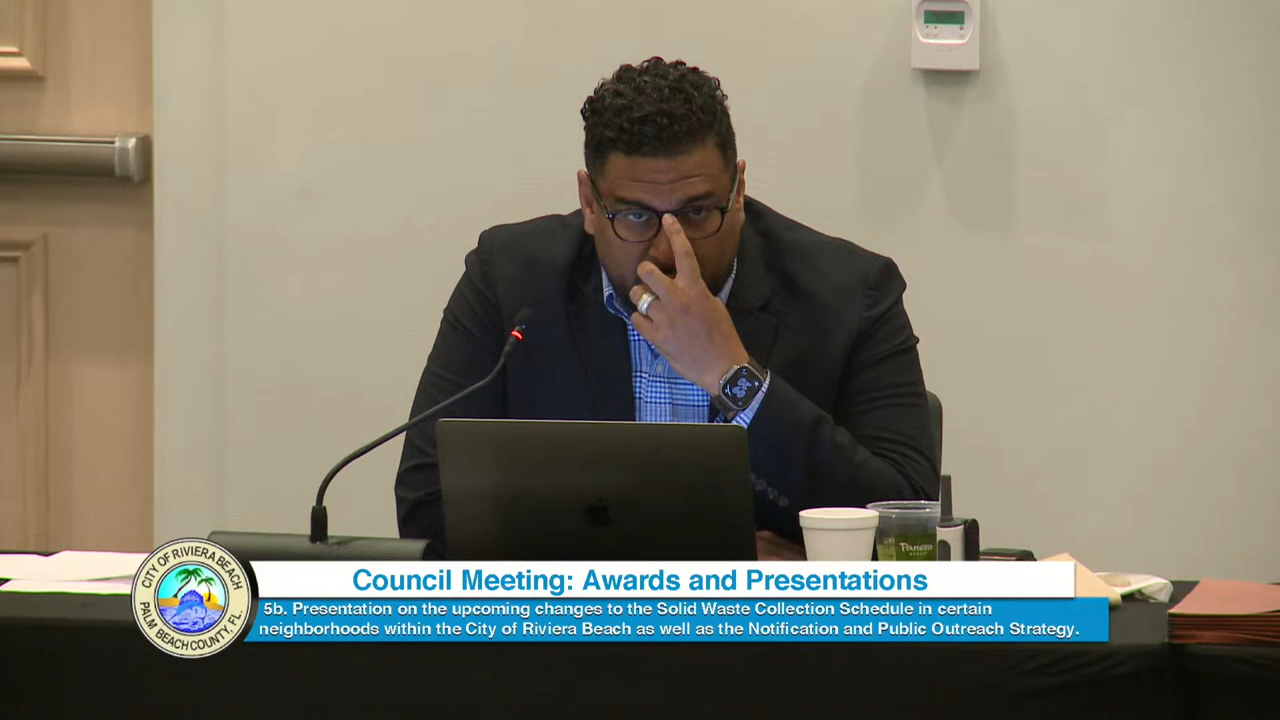 Panera
BREAD
CITY OF RIVIERA BEACH
PALM BEACH COUNTY, FL.
Council Meeting: Awards and Presentations
5b. Presentation on the upcoming changes to the Solid Waste Collection Schedule in certain
neighborhoods within the City of Riviera Beach as well as the Notification and Public Outreach Strategy.